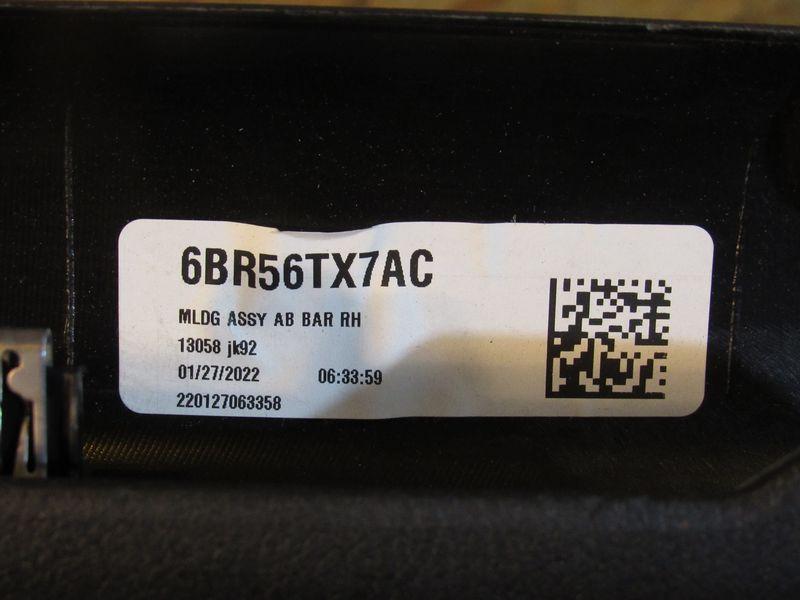 6BR56TX7AC
MLDG ASSY AB BAR RH
13058 jk92
01/27/2022 06:33:59
220127063358